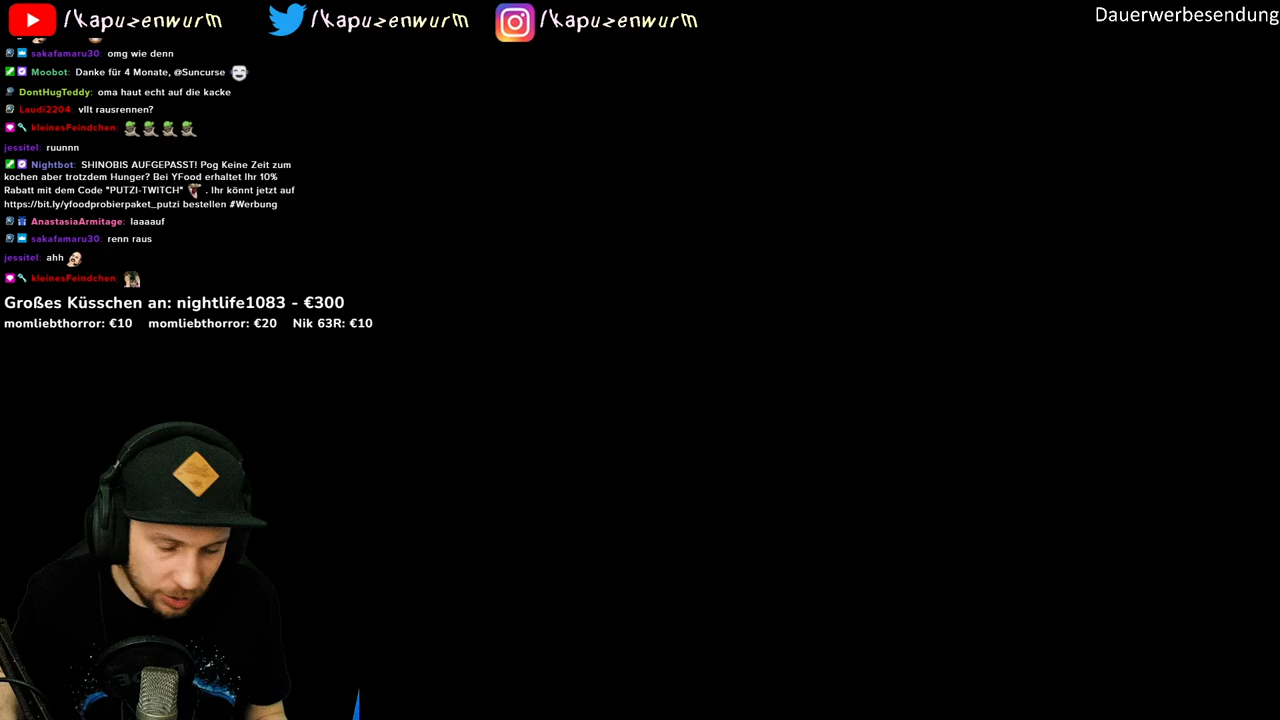 /kapuzenwurm
/kapuzenwurm
/kapuzenwurm
Dauerwerbesendung
sakafamaru30: omg wie denn
Moobot: Danke für 4 Monate, @Suncurse
DontHugTeddy: oma haut echt auf die kacke
Laudi2204: vllt rausrennen?
kleinesFeindchen:
jessitel: ruunnn
Nightbot: SHINOBIS AUFGEPASST! Pog Keine Zeit zum
kochen aber trotzdem Hunger? Bei YFood erhaltet Ihr 10%
Rabatt mit dem Code "PUTZI-TWITCH" . Ihr könnt jetzt auf
https://bit.ly/yfoodprobierpaket_putzi bestellen #Werbung
AnastasiaArmitage: laaaauf
sakafamaru30: renn raus
jessitel: ahh
kleinesFeindchen:
Großes Küsschen an: nightlife1083 - €300
momliebthorror: €10 momliebthorror: €20 Nik 63R: €10